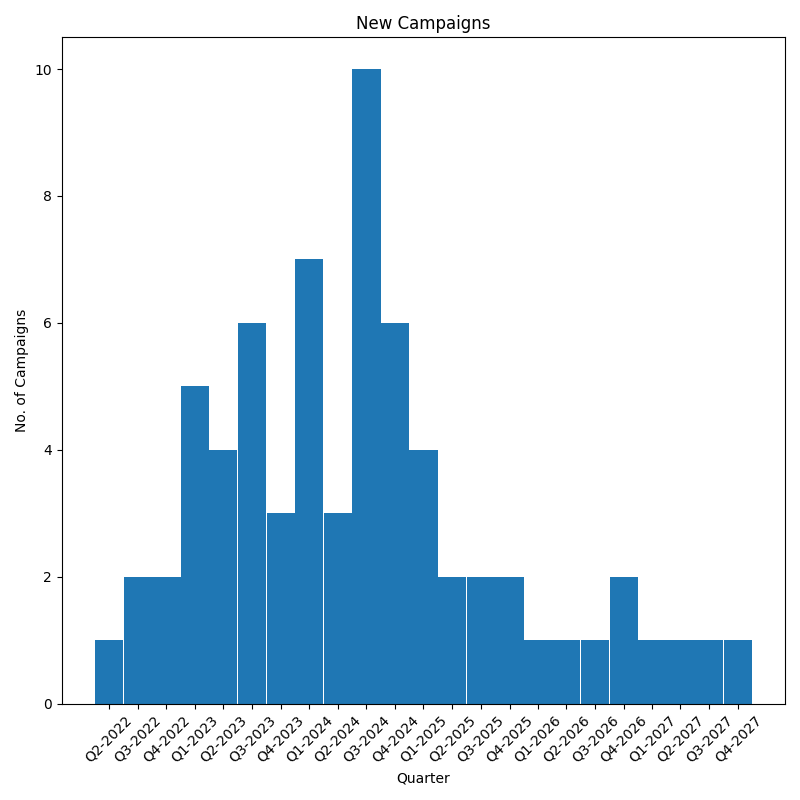 New Campaigns
No. of Campaigns
10
8
6
4
2
0
Q2-2022
Q3-2022
Q4-2022
Q1-2023
Q2-2023
Q3-2023
Q4-2023
Q1-2024
Q2-2024
Q3-2024
Q4-2024
Q1-2025
Q2-2025
Q3-2025
Q4-2025
Q1-2026
Q2-2026
Q3-2026
Q4-2026
Q1-2027
Q2-2027
Q3-2027
Q4-2027
Quarter